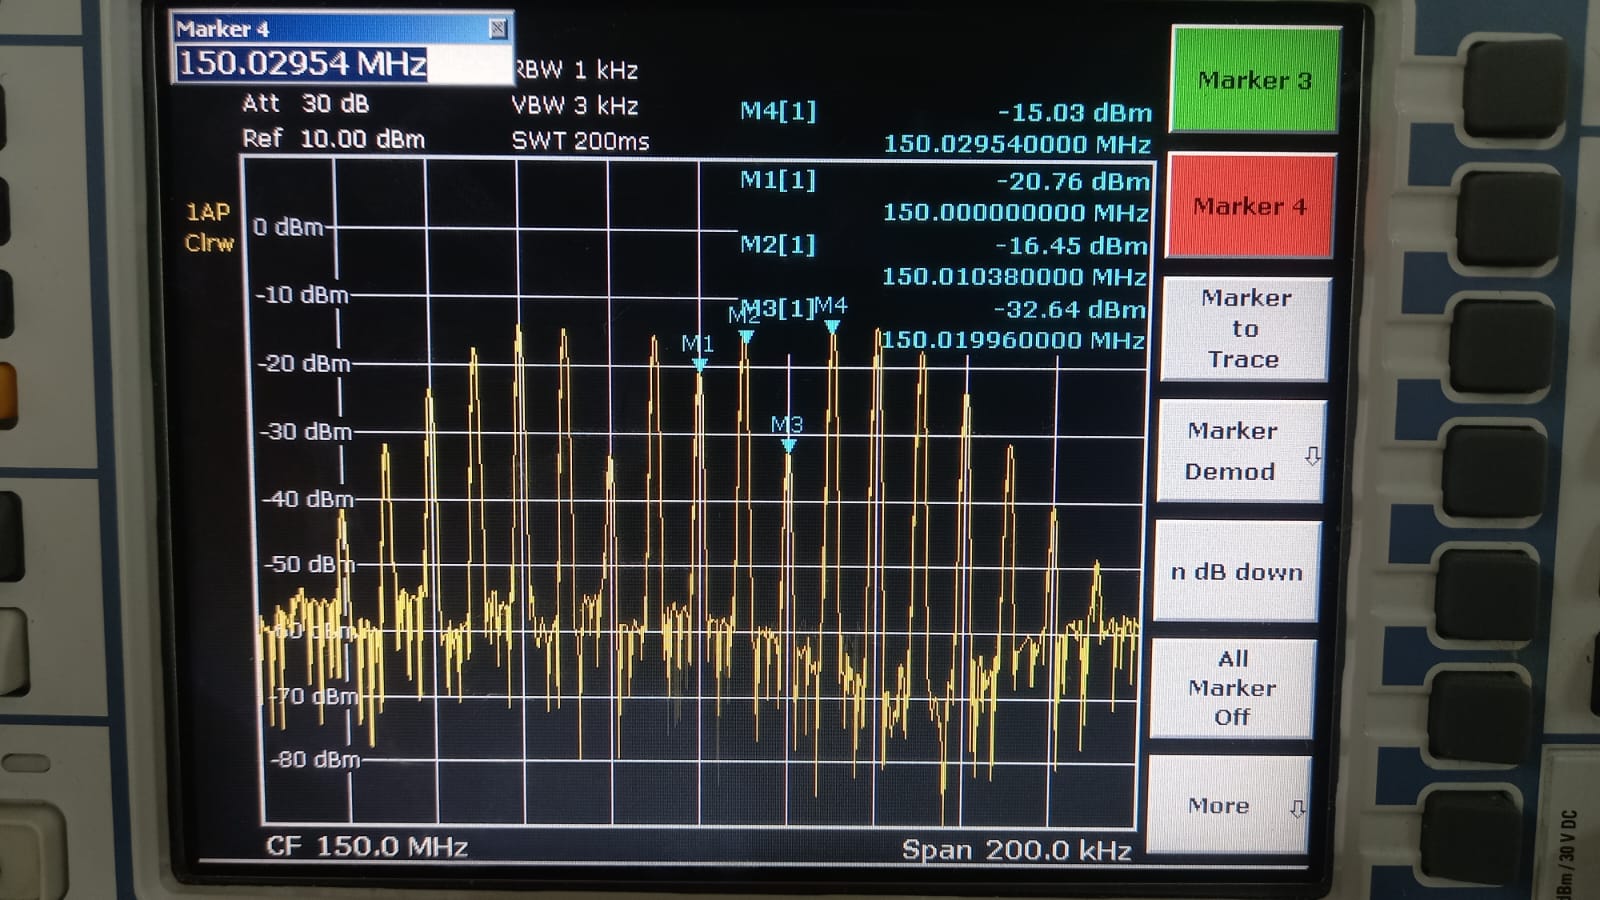 Marker 4
150.02954 MHz
RBW 1 kHz
Att 30 dB
VBW 3 kHz
Ref 10.00 dBm
SWT 200ms
M4[1]
-15.03 dBm
150.029540000 MHz
M1[1]
-20.76 dBm
150.000000000 MHz
M2[1]
-16.45 dBm
150.010380000 MHz
M3[1]
-32.64 dBm
150.019960000 MHz
1AP
Clrw
0 dBm
-10 dBm
-20 dBm
-30 dBm
-40 dBm
-50 dBm
-60 dBm
-70 dBm
-80 dBm
M1
M2
M3
M4
CF 150.0 MHz
Span 200.0 kHz
Marker 3
Marker 4
Marker
to
Trace
Marker
Demod
n dB down
All
Marker
Off
More
dBm / 30 V DC